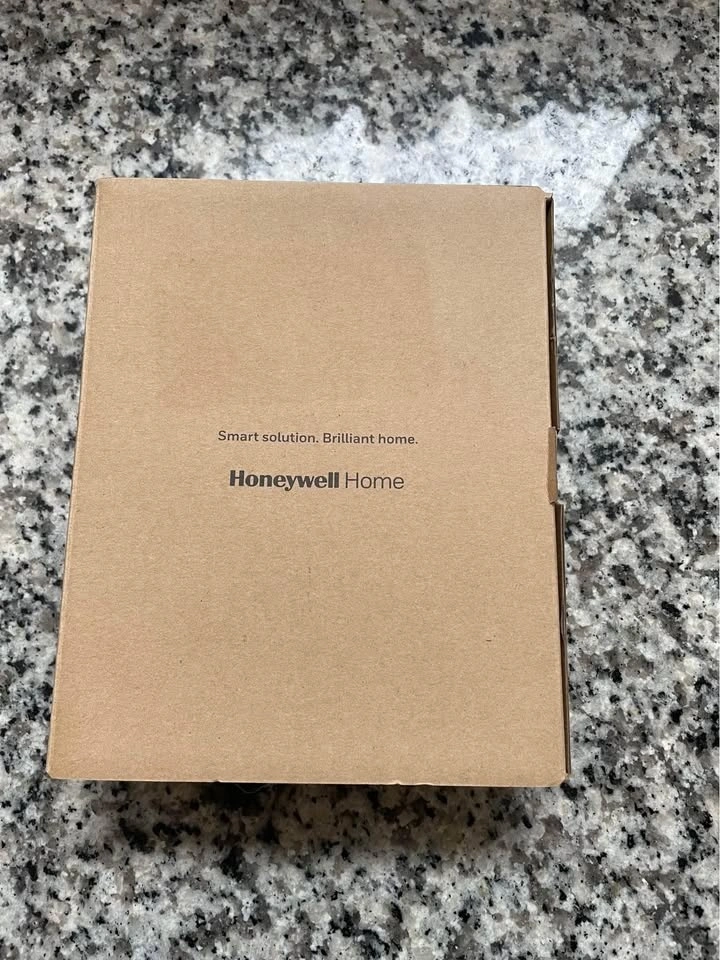 Smart solution. Brilliant home.
Honeywell Home